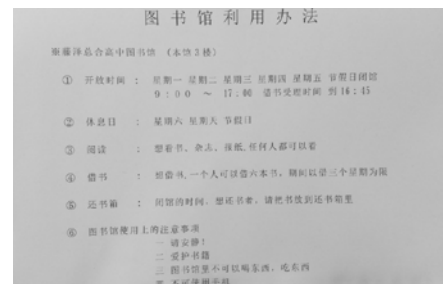 图书馆利用办法
藤泽总合高中图书馆 (本馆3楼)
① 开放时间 : 星期一 星期二 星期三 星期四 星期五 节假日闭馆
9:00 ~ 17:00 借书受理时间 到16:45
② 休息日 : 星期六 星期天 节假日
③ 阅读 : 想看书、杂志、报纸,任何人都可以看
④ 借书 : 想借书,一个人可以借六本书,期间以借三个星期为限
⑤ 还书箱 : 闭馆的时间,想还书者,请把书放到还书箱里
⑥ 图书馆使用上的注意事项
一 请安静!
二 爱护书籍
三 图书馆里不可以喝东西,吃东西